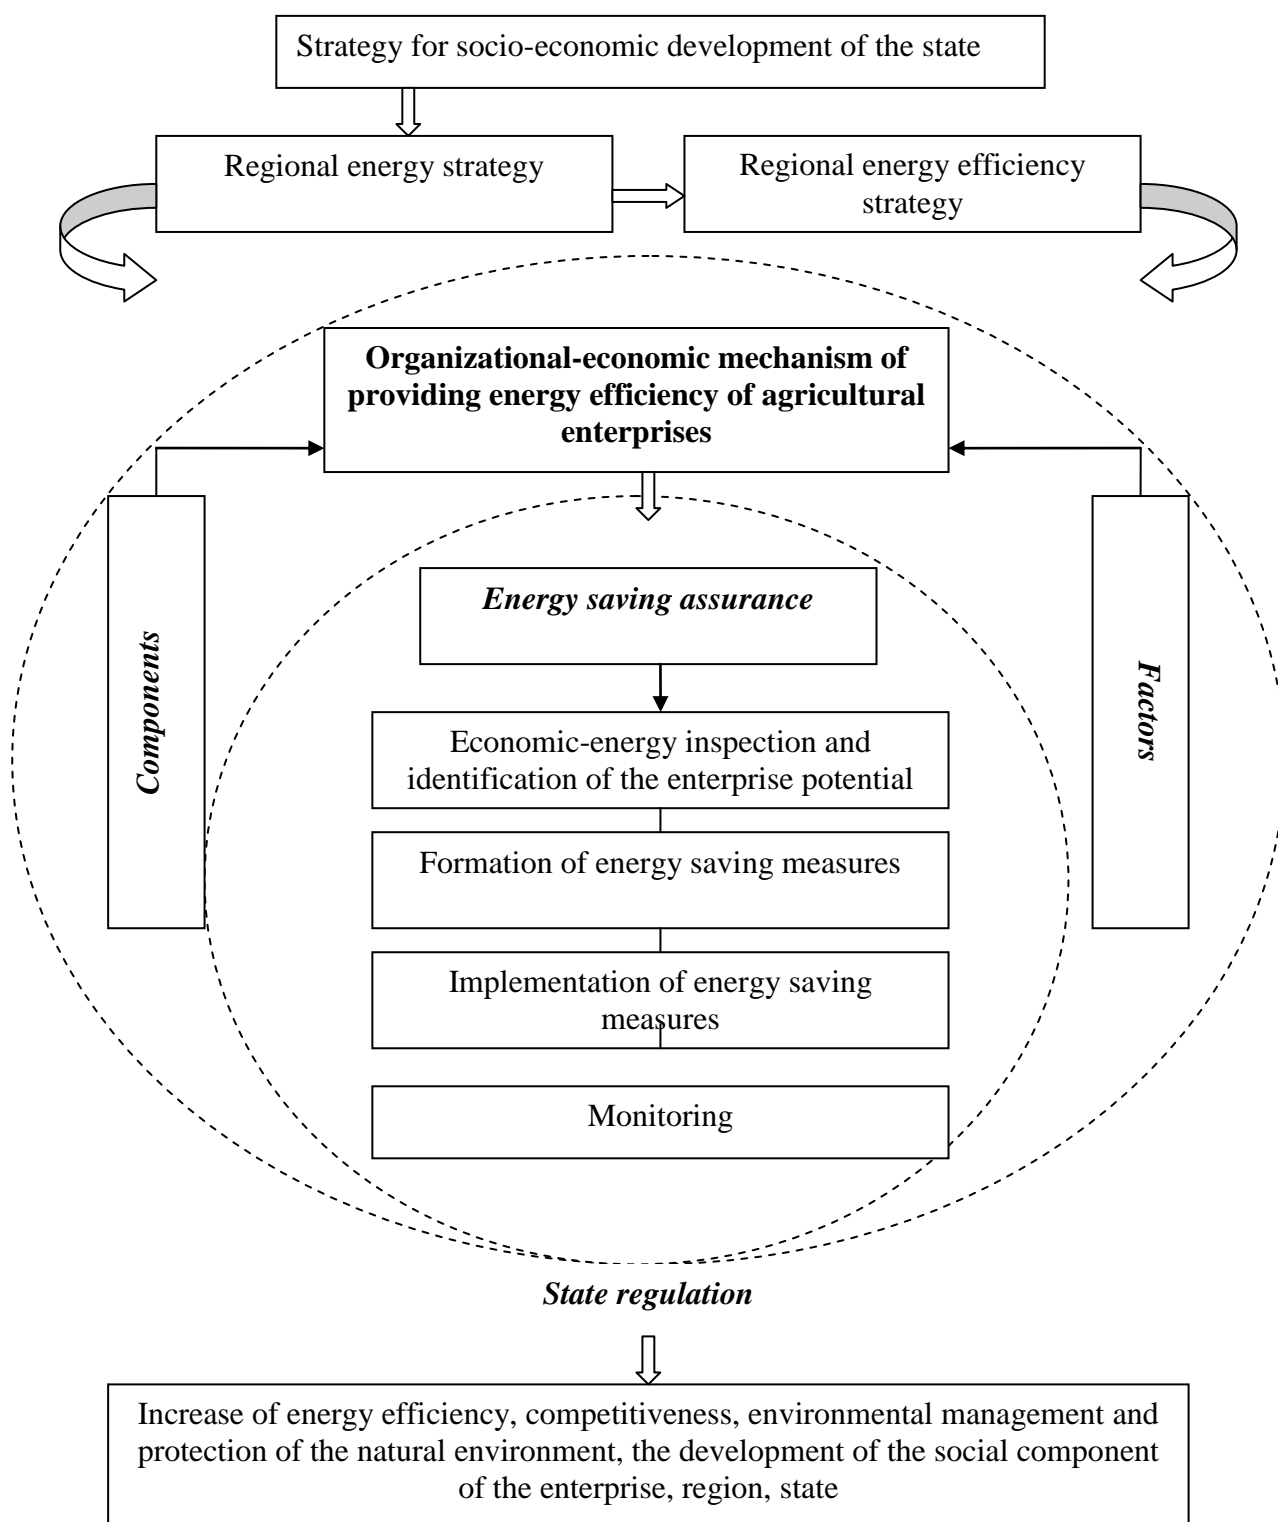 Strategy for socio-economic development of the state
Regional energy strategy
Regional energy efficiency
strategy
Organizational-economic mechanism of
providing energy efficiency of agricultural
enterprises
Components
Energy saving assurance
Factors
Economic-energy inspection and
identification of the enterprise potential
Formation of energy saving measures
Implementation of energy saving
measures
Monitoring
State regulation
Increase of energy efficiency, competitiveness, environmental management and
protection of the natural environment, the development of the social component
of the enterprise, region, state